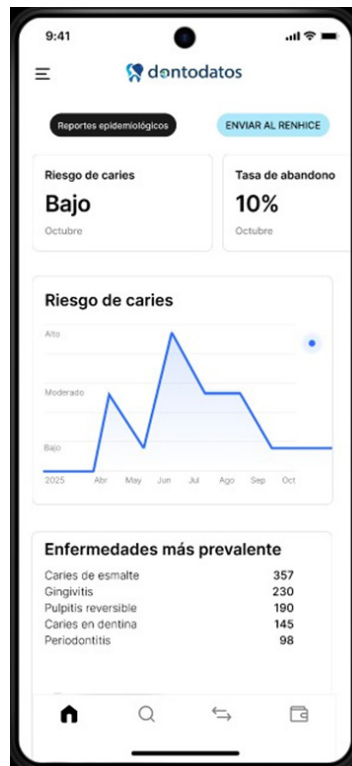 9:41
dontodatos
Reportes epidemiológicos
ENVIAR AL RENHICE
Riesgo de caries
Bajo
Octubre
Tasa de abandono
10%
Octubre
Riesgo de caries
Alto
Moderado
Bajo
2025 Abr May Jun Jul Ago Sep Oct
Enfermedades más prevalente
Caries de esmalte 357
Gingivitis 230
Pulpitis reversible 190
Caries en dentina 145
Periodontitis 98